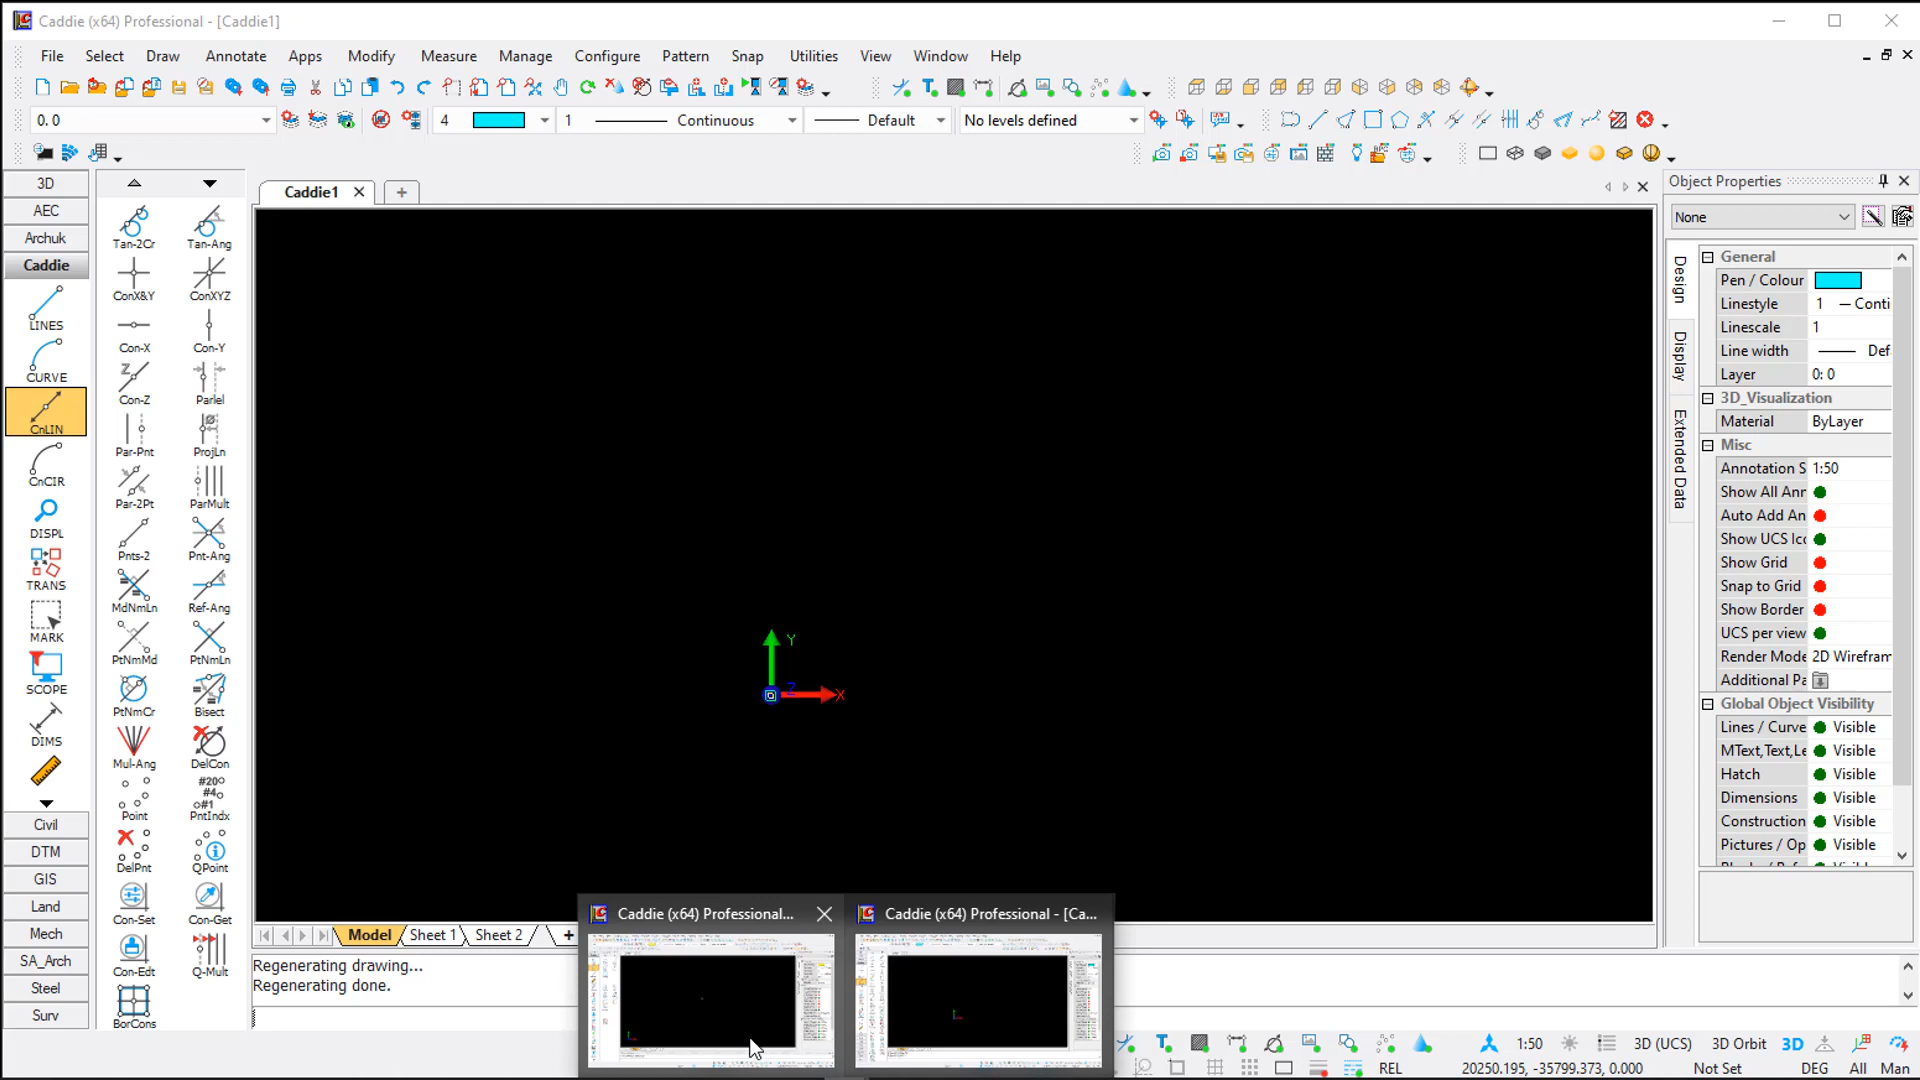 Caddie (x64) Professional - [Caddie1]
File Select Draw Annotate Apps Modify Measure Manage Configure Pattern Snap Utilities View Window Help
0. 0 4 1 Continuous Default No levels defined
3D
AEC
Archuk
Caddie
LINES
CURVE
CnLIN
CnCIR
DISPL
TRANS
MARK
SCOPE
DIMS
Civil
DTM
GIS
Land
Mech
SA_Arch
Steel
Surv
Tan-2Cr Tan-Ang
ConX&Y ConXYZ
Con-X Con-Y
Con-Z Parlel
Par-Pnt ProjLn
Par-2Pt ParMult
Pnts-2 Pnt-Ang
MdNmLn Ref-Ang
PtNmMd PtNmLn
PtNmCr Bisect
Mul-Ang DelCon
Point PntIndx
DelPnt QPoint
Con-Set Con-Get
Con-Edt Q-Mult
BorCons
Caddie1
Y
Z X
Model Sheet 1 Sheet 2
Regenerating drawing...
Regenerating done.
Caddie (x64) Professional... Caddie (x64) Professional - [Ca...
Object Properties
None
Design
Display
Extended Data
General
Pen / Colour
Linestyle 1 Conti
Linescale 1
Line width Def
Layer 0: 0
3D_Visualization
Material ByLayer
Misc
Annotation S 1:50
Show All Ann
Auto Add An
Show UCS Ico
Show Grid
Snap to Grid
Show Border
UCS per view
Render Mode 2D Wirefram
Additional Pa
Global Object Visibility
Lines / Curve Visible
MText,Text,Le Visible
Hatch Visible
Dimensions Visible
Construction Visible
Pictures / Op Visible
1:50 3D (UCS) 3D Orbit 3D
REL 20250.195, -35799.373, 0.000 Not Set DEG All Man